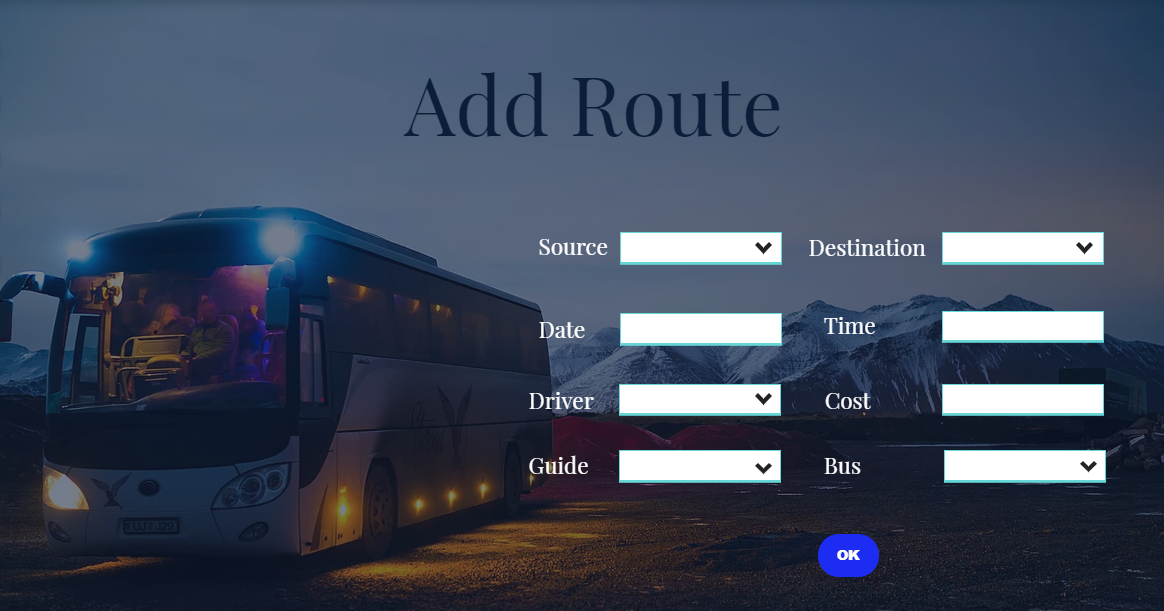 Add Route
Source Destination
Date Time
Driver Cost
Guide Bus
OK